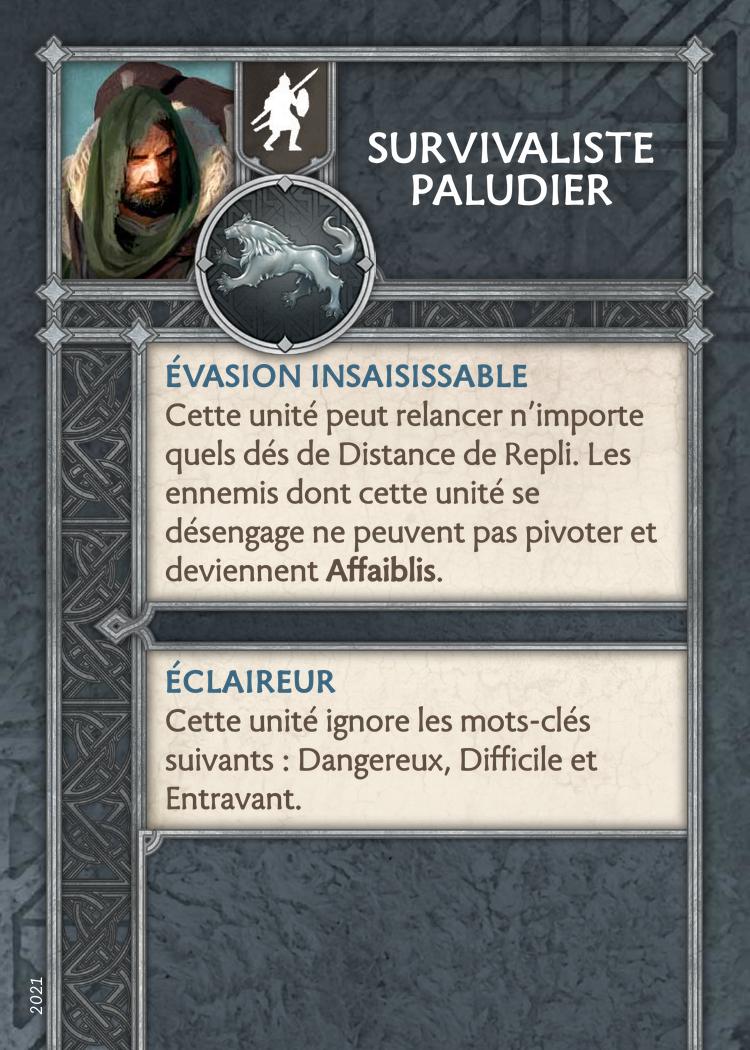 SURVIVALISTE
PALUDIER
ÉVASION INSAISISSABLE
Cette unité peut relancer n'importe
quels dés de Distance de Repli. Les
ennemis dont cette unité se
désengage ne peuvent pas pivoter et
deviennent Affaiblis.
ÉCLAIREUR
Cette unité ignore les mots-clés
suivants : Dangereux, Difficile et
Entravant.
2021